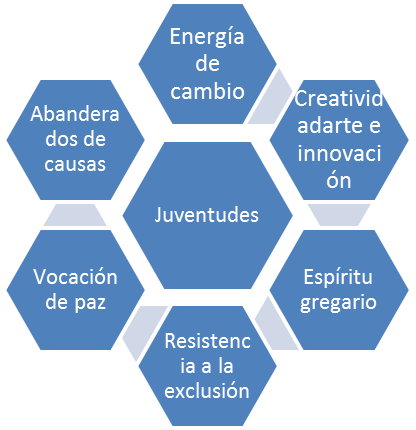 Energía
de
cambio
Creativid
adarte e
innovaci
ón
Espíritu
gregario
Resistenc
ia a la
exclusión
Vocación
de paz
Abandera
dos de
causas
Juventudes